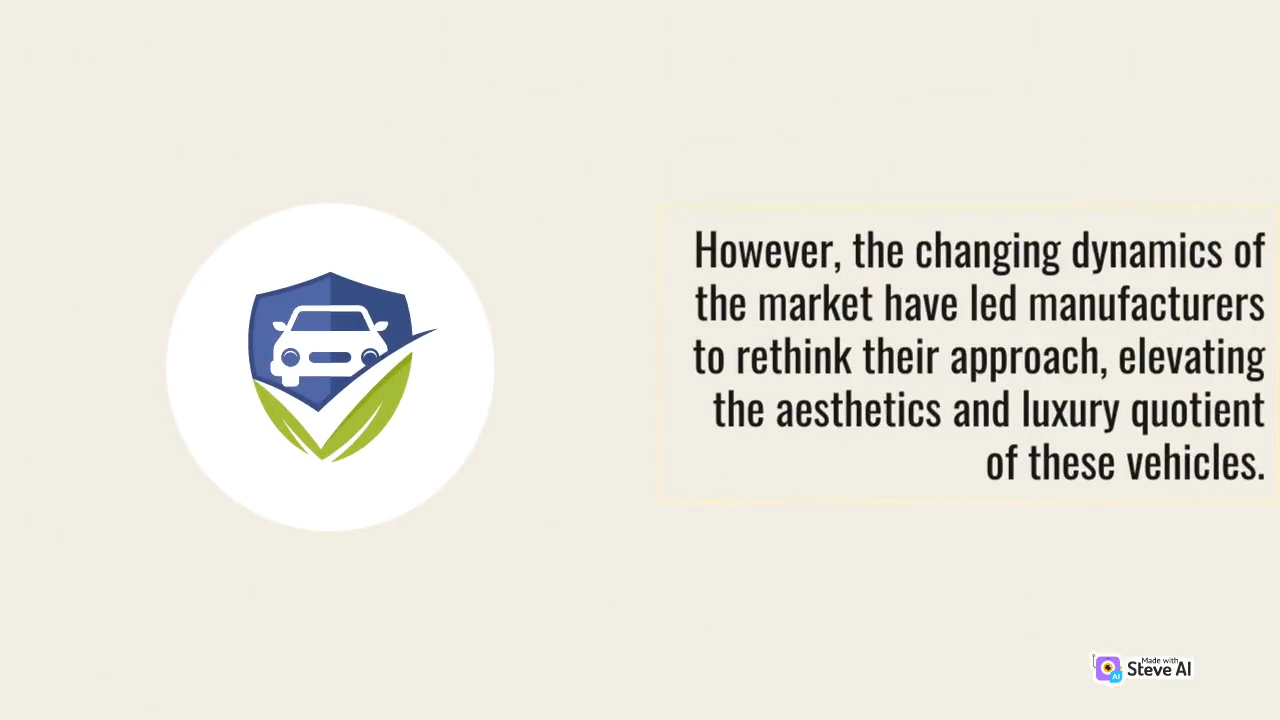 However, the changing dynamics of
the market have led manufacturers
to rethink their approach, elevating
the aesthetics and luxury quotient
of these vehicles.
Made with
Steve AI
AI